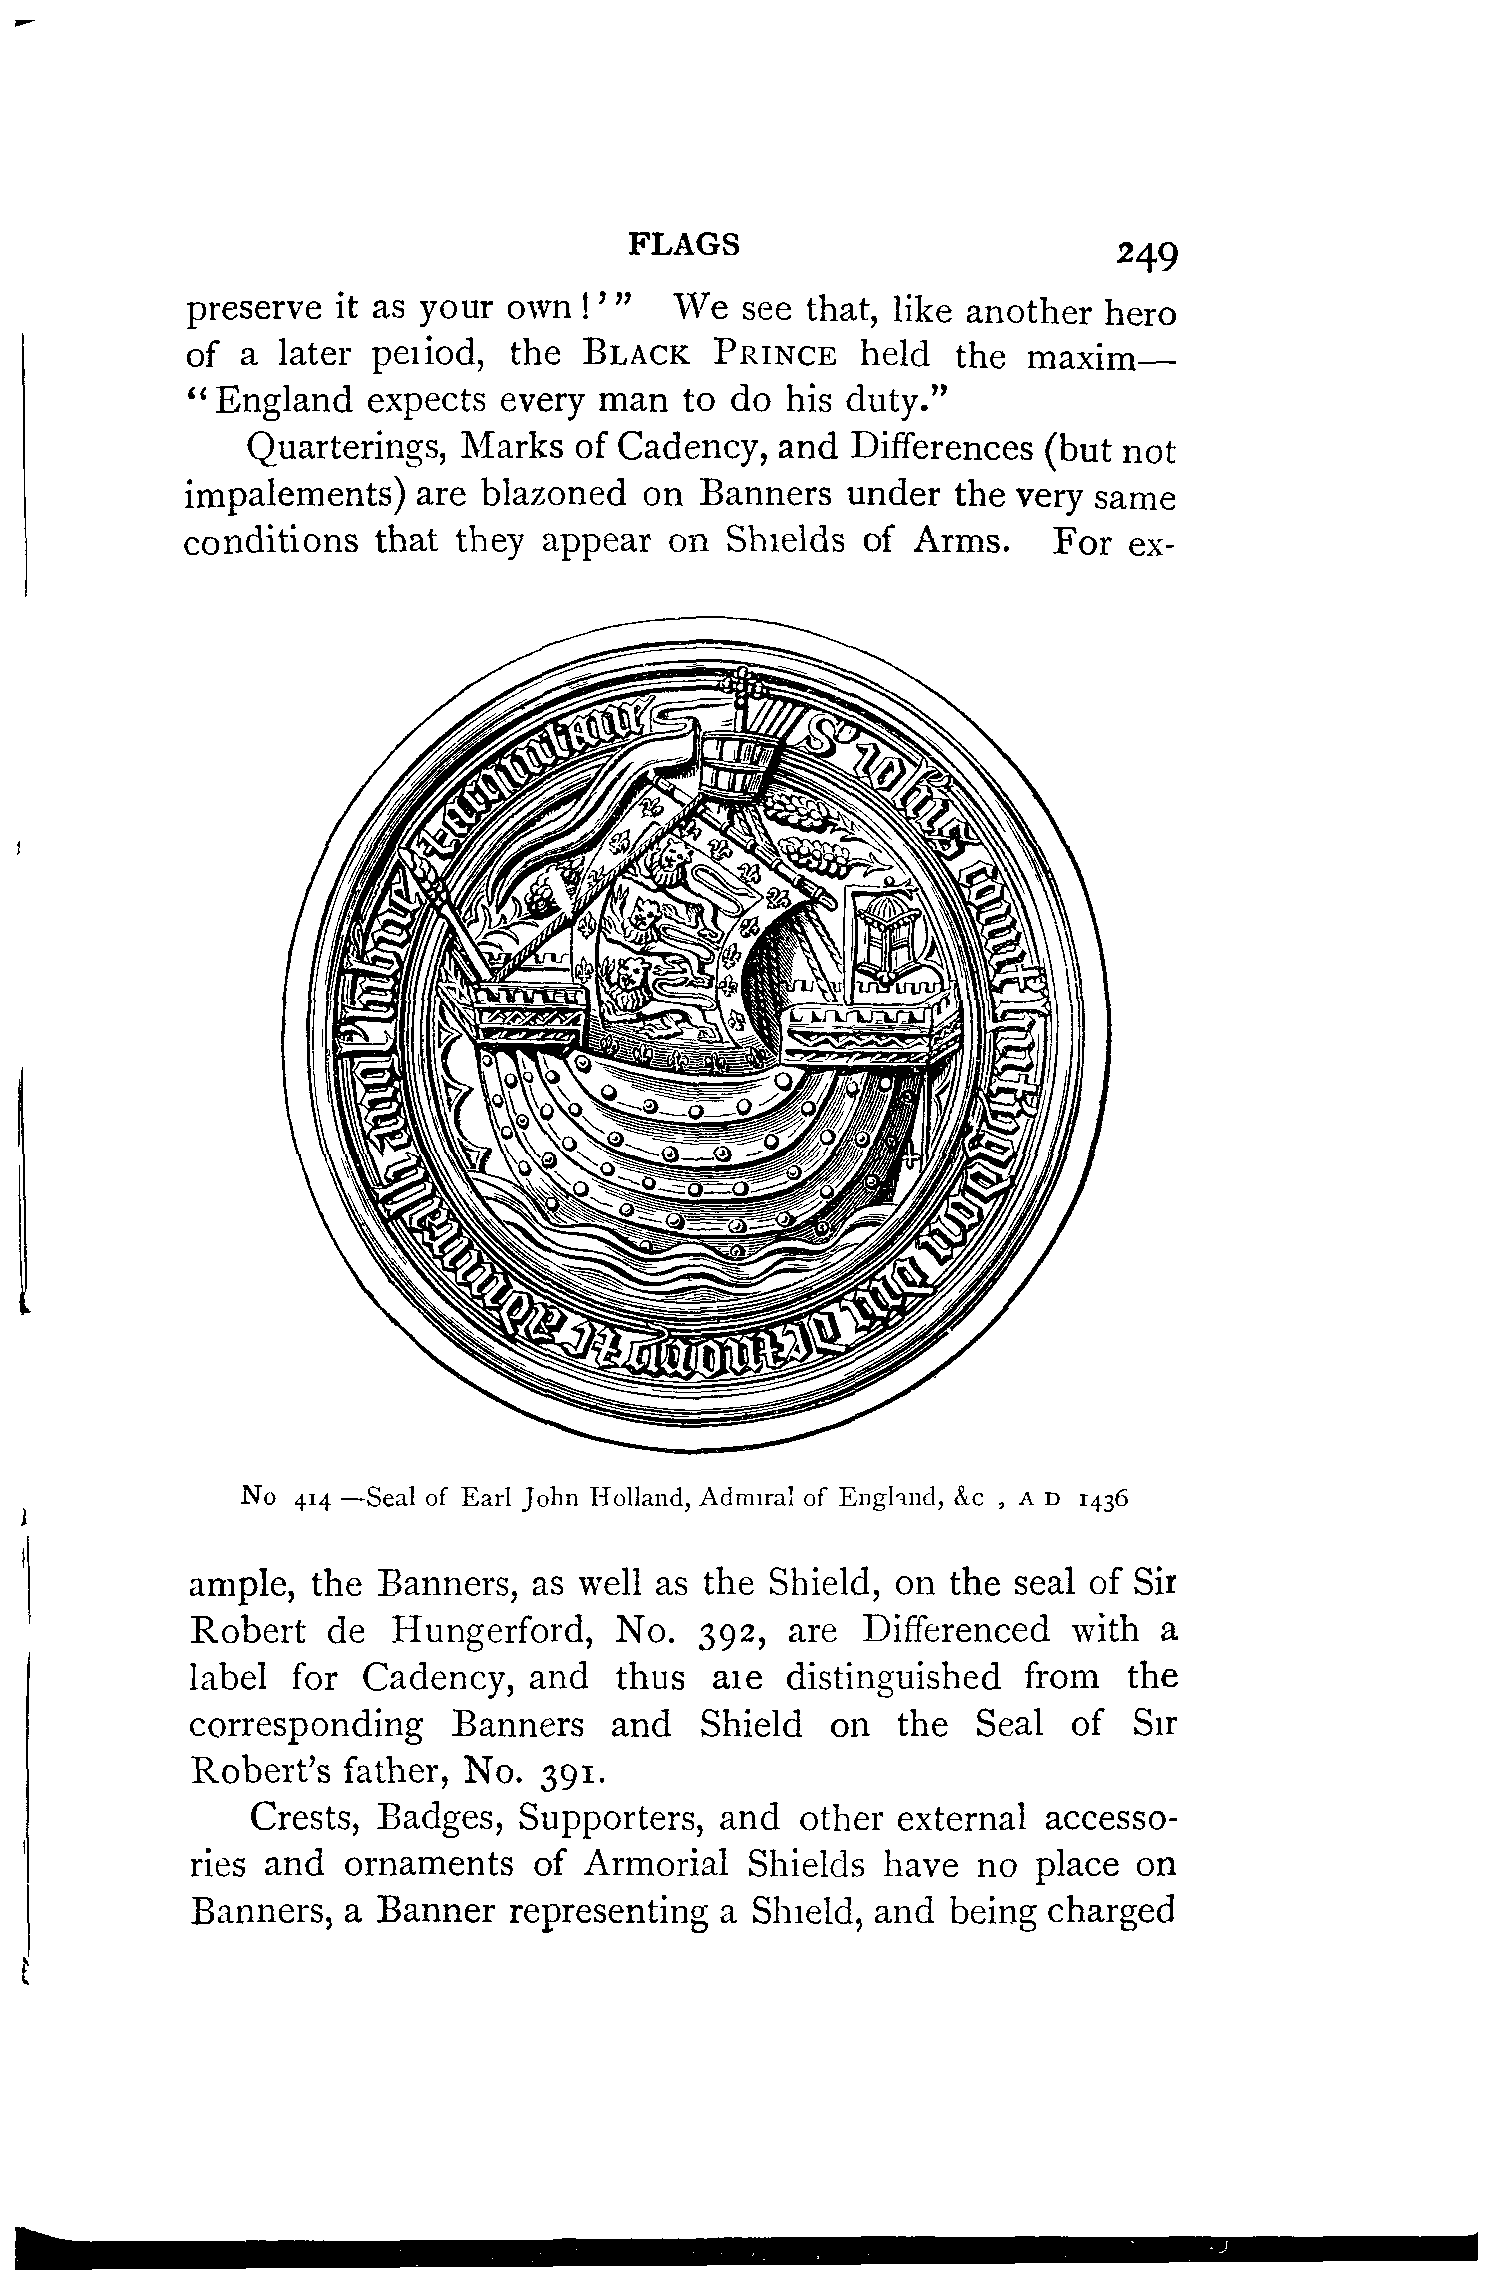 FLAGS 249
preserve it as your own!'" We see that, like another hero
of a later period, the BLACK PRINCE held the maxim—
"England expects every man to do his duty."
Quarterings, Marks of Cadency, and Differences (but not
impalements) are blazoned on Banners under the very same
conditions that they appear on Shields of Arms. For ex-
No 414 —Seal of Earl John Holland, Admiral of England, &c , A D 1436
ample, the Banners, as well as the Shield, on the seal of Sir
Robert de Hungerford, No. 392, are Differenced with a
label for Cadency, and thus are distinguished from the
corresponding Banners and Shield on the Seal of Sir
Robert's father, No. 391.
Crests, Badges, Supporters, and other external accesso-
ries and ornaments of Armorial Shields have no place on
Banners, a Banner representing a Shield, and being charged